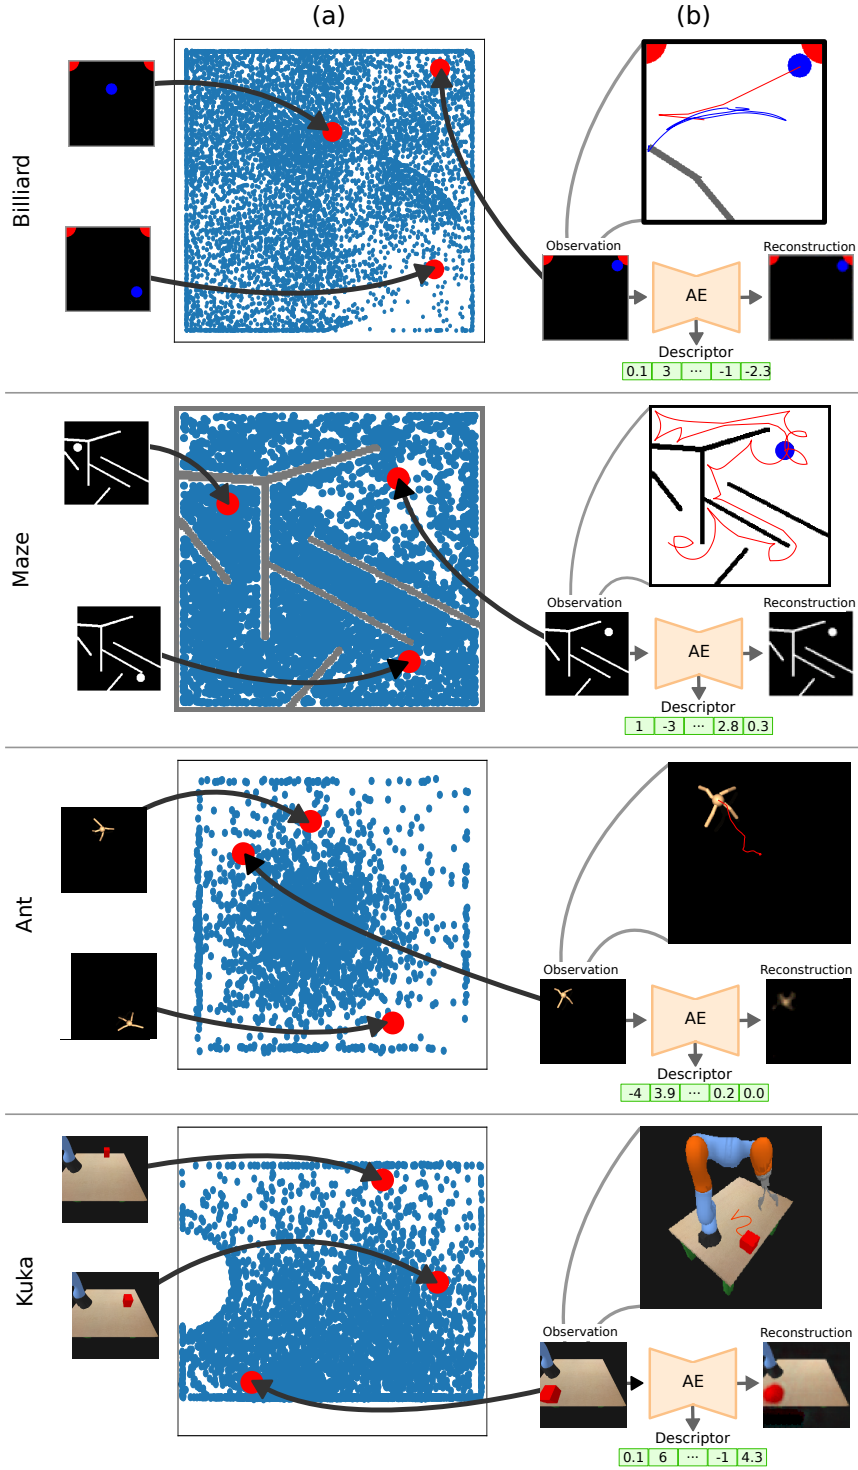 (a)
(b)
Billiard
Observation
Reconstruction
AE
Descriptor
0.1 3 ... -1 -2.3
Maze
Observation
Reconstruction
AE
Descriptor
1 -3 ... 2.8 0.3
Ant
Observation
Reconstruction
AE
Descriptor
-4 3.9 ... 0.2 0.0
Kuka
Observation
Reconstruction
AE
Descriptor
0.1 6 ... -1 4.3